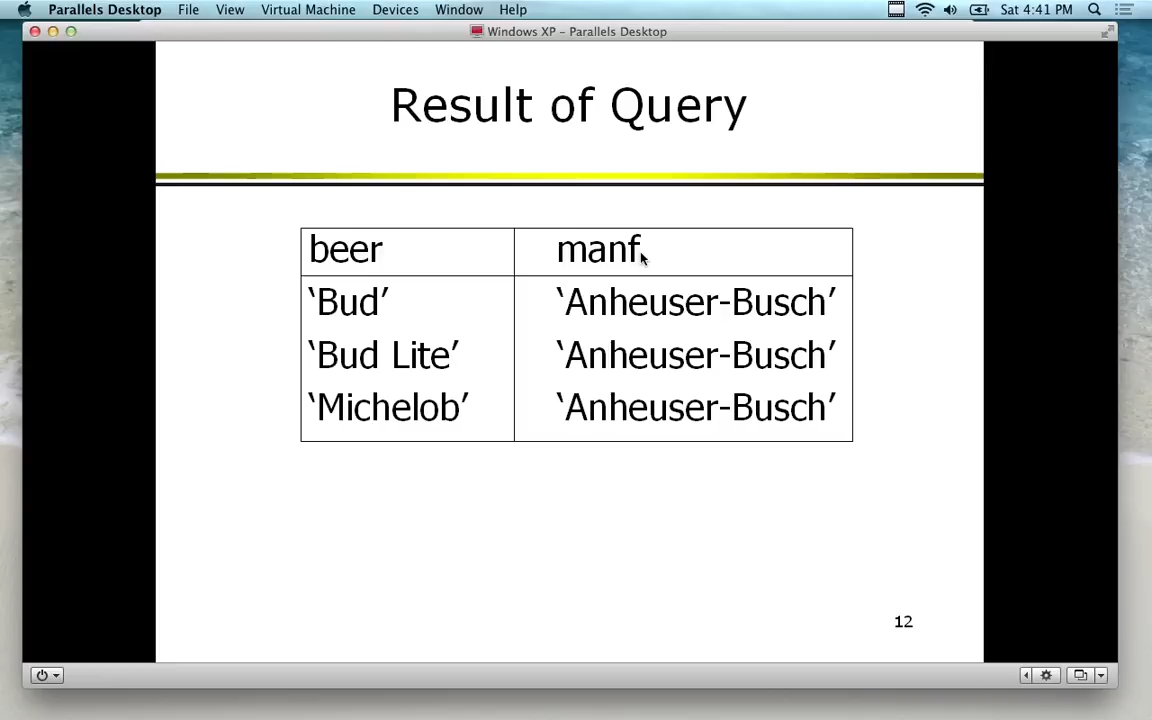 Parallels Desktop File View Virtual Machine Devices Window Help Sat 4:41 PM
Windows XP - Parallels Desktop
Result of Query
beer manf
‘Bud’ ‘Anheuser-Busch’
‘Bud Lite’ ‘Anheuser-Busch’
‘Michelob’ ‘Anheuser-Busch’
12